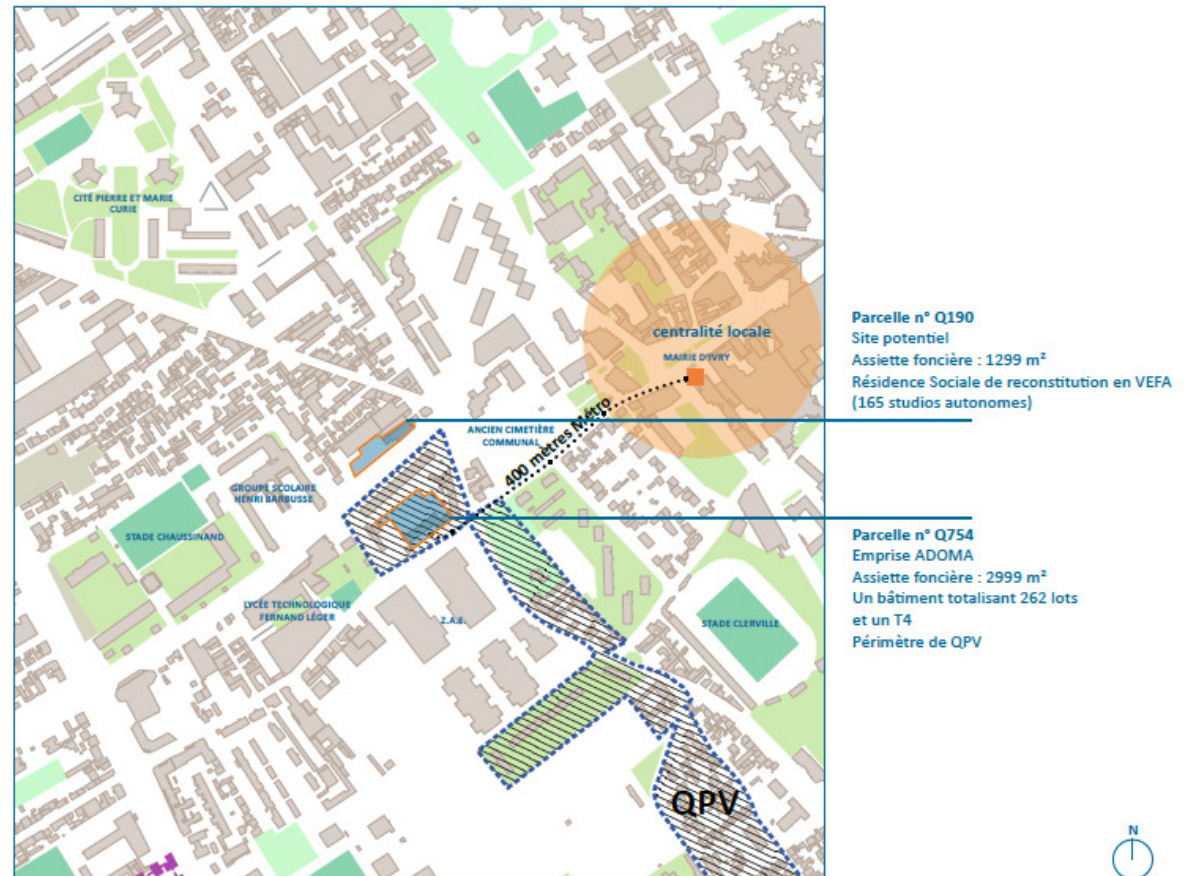 CITÉ PIERRE ET MARIE
CURIE
centralité locale
MAIRIE D'IVRY
400 mètres Métro
ANCIEN CIMETIÈRE
COMMUNAL
GROUPE SCOLAIRE
HENRI BARBUSSE
STADE CHAUSSINAND
LYCÉE TECHNOLOGIQUE
FERNAND LÉGER
Z.A.E.
STADE CLERVILLE
QPV
Parcelle n° Q190
Site potentiel
Assiette foncière : 1299 m²
Résidence Sociale de reconstitution en VEFA
(165 studios autonomes)
Parcelle n° Q754
Emprise ADOMA
Assiette foncière : 2999 m²
Un bâtiment totalisant 262 lots
et un T4
Périmètre de QPV
N